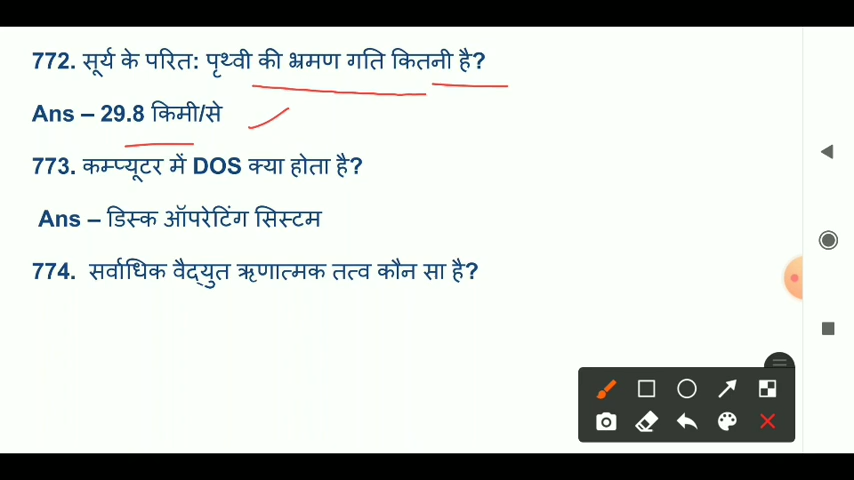 772. सूर्य के परित: पृथ्वी की भ्रमण गति कितनी है?
Ans – 29.8 किमी/से
773. कम्प्यूटर में DOS क्या होता है?
Ans – डिस्क ऑपरेटिंग सिस्टम
774. सर्वाधिक वैद्युत ऋणात्मक तत्व कौन सा है?